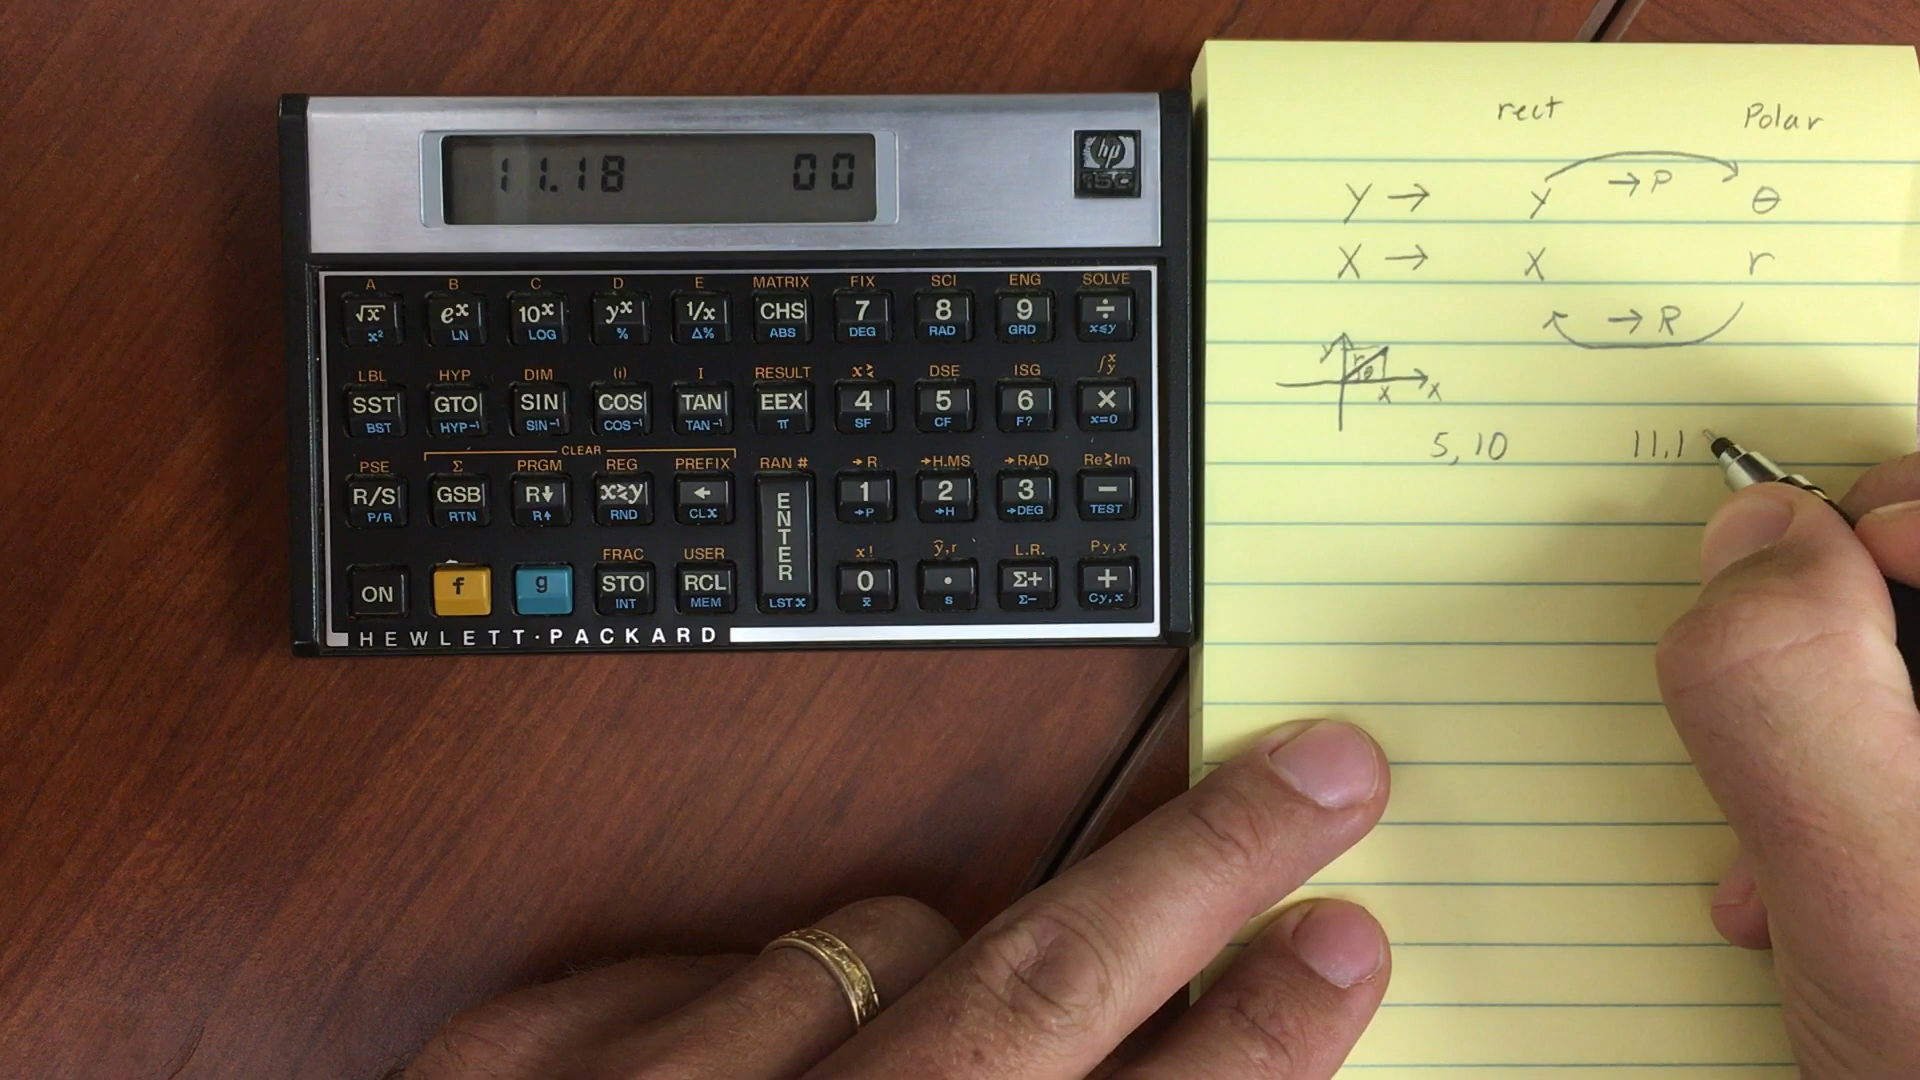 11.18 00
hp
15C
A B C D E MATRIX FIX SCI ENG SOLVE
√x eˣ 10ˣ yˣ 1/x CHS 7 8 9 ÷
x² LN LOG % Δ% ABS DEG RAD GRD x≤y
LBL HYP DIM (i) I RESULT x≷ DSE ISG ∫xy
SST GTO SIN COS TAN EEX 4 5 6 ×
BST HYP⁻¹ SIN⁻¹ COS⁻¹ TAN⁻¹ π SF CF F? x=0
CLEAR
PSE Σ PRGM REG PREFIX RAN # →R →H.MS →RAD Re≷Im
R/S GSB R↓ x≷y ← ENTER 1 2 3 −
P/R RTN R↑ RND CLx →P →H →DEG TEST
FRAC USER x! ŷ,r L.R. Py,x
ON f g STO RCL 0 • Σ+ +
INT MEM LSTx x̄ s Σ− Cy,x
HEWLETT·PACKARD
rect Polar
Y → y →P θ
X → x r
→R
y r θ x x
5,10 11.1